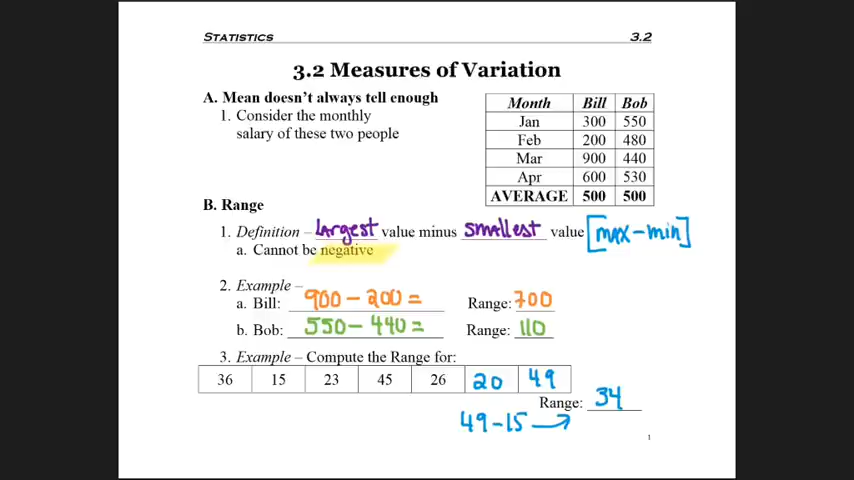 STATISTICS 3.2
3.2 Measures of Variation
A. Mean doesn't always tell enough
1. Consider the monthly
salary of these two people
Month Bill Bob
Jan 300 550
Feb 200 480
Mar 900 440
Apr 600 530
AVERAGE 500 500
B. Range
1. Definition – largest value minus smallest value [max – min]
a. Cannot be negative
2. Example –
a. Bill: 900 – 200 = Range: 700
b. Bob: 550 – 440 = Range: 110
3. Example – Compute the Range for:
36 15 23 45 26 20 49
Range: 34
49 – 15 →
1